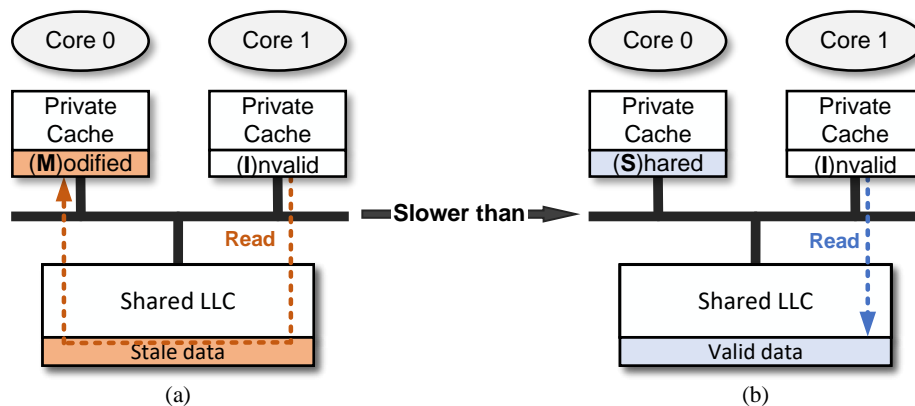 Core 0
Core 1
Private
Cache
(M)odified
Private
Cache
(I)nvalid
Read
Shared LLC
Stale data
(a)
Slower than
Core 0
Core 1
Private
Cache
(S)hared
Private
Cache
(I)nvalid
Read
Shared LLC
Valid data
(b)